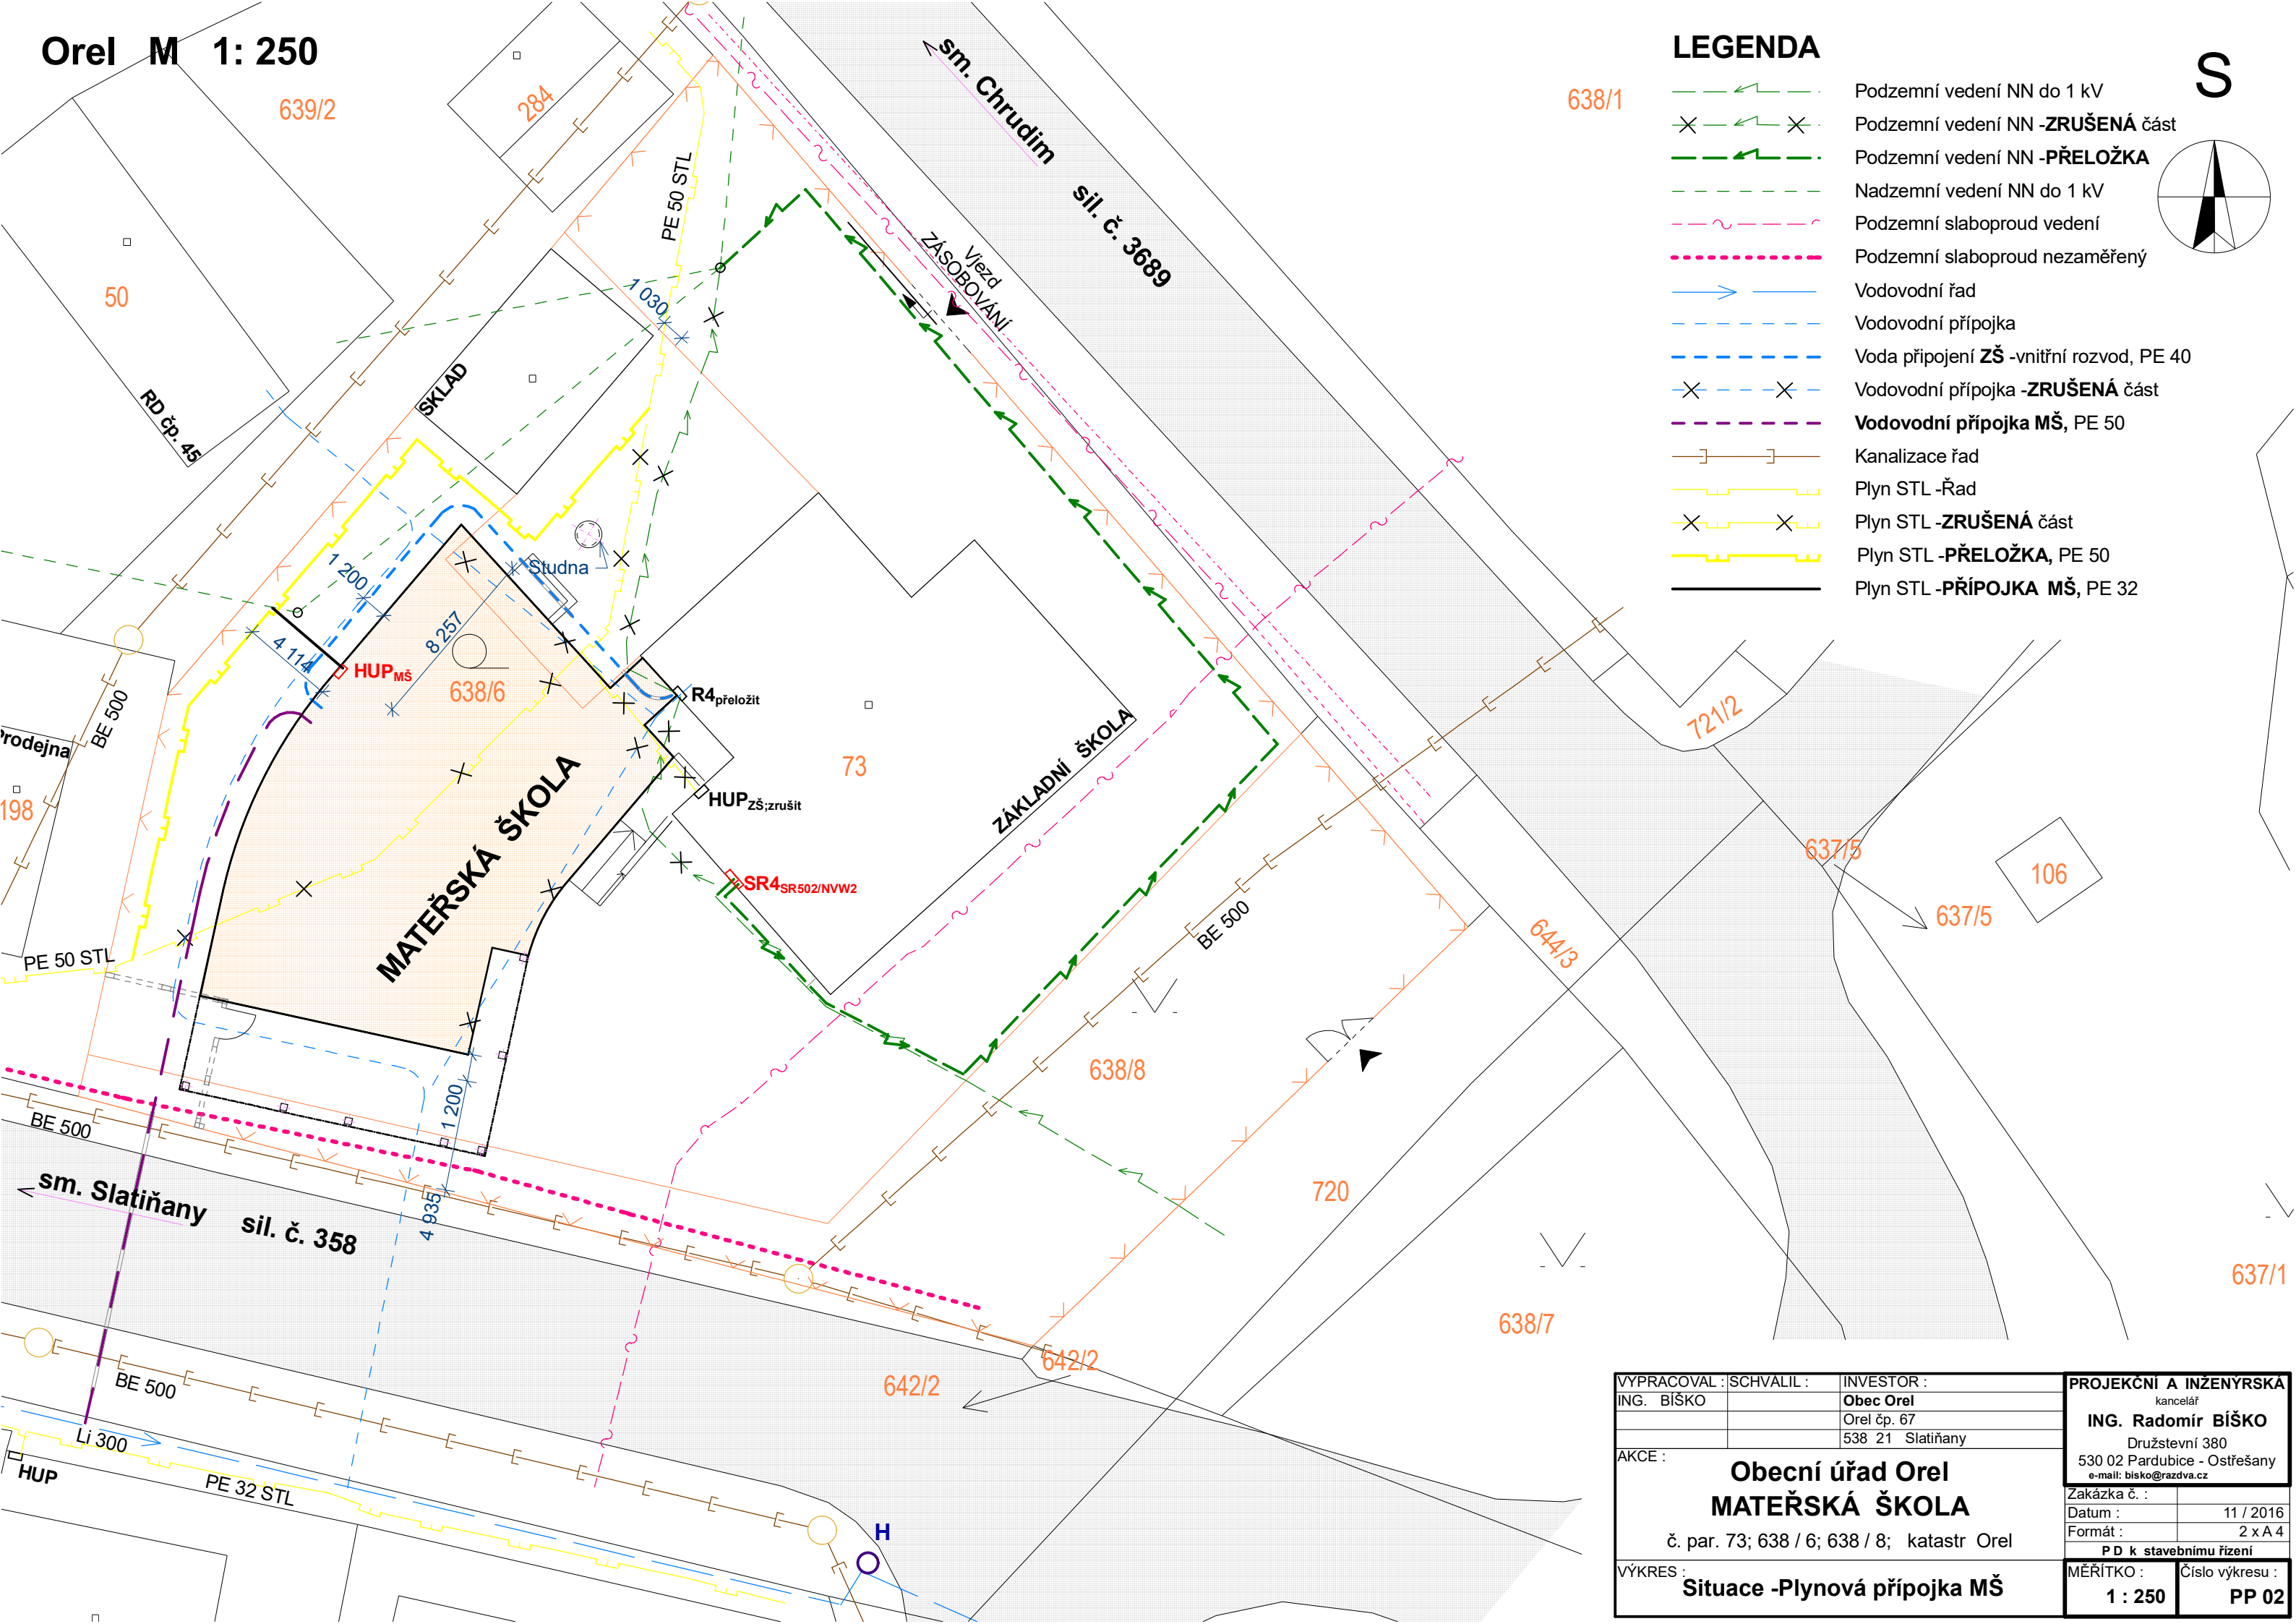 Orel M 1: 250
639/2
284
50
RD čp. 45
SKLAD
PE 50 STL
1 030
sm. Chrudim
sil. č. 3689
Vjezd
ZÁSOBOVÁNÍ
638/1
LEGENDA
S
Podzemní vedení NN do 1 kV
Podzemní vedení NN -ZRUŠENÁ část
Podzemní vedení NN -PŘELOŽKA
Nadzemní vedení NN do 1 kV
Podzemní slaboproud vedení
Podzemní slaboproud nezaměřený
Vodovodní řad
Vodovodní přípojka
Voda připojení ZŠ -vnitřní rozvod, PE 40
Vodovodní přípojka -ZRUŠENÁ část
Vodovodní přípojka MŠ, PE 50
Kanalizace řad
Plyn STL -Řad
Plyn STL -ZRUŠENÁ část
Plyn STL -PŘELOŽKA, PE 50
Plyn STL -PŘÍPOJKA MŠ, PE 32
1 200
Studna
8 257
4 114
HUPMŠ
638/6
R4přeložit
HUPZŠ;zrušit
SR4SR502/NVW2
73
ZÁKLADNÍ ŠKOLA
MATEŘSKÁ ŠKOLA
BE 500
Prodejna
198
PE 50 STL
BE 500
638/8
644/3
721/2
637/5
637/5
106
720
638/7
637/1
BE 500
1 200
4 935
sm. Slatiňany sil. č. 358
642/2
642/2
BE 500
Li 300
HUP
PE 32 STL
H
VYPRACOVAL : SCHVÁLIL : INVESTOR :
ING. BÍŠKO Obec Orel
Orel čp. 67
538 21 Slatiňany
AKCE :
Obecní úřad Orel
MATEŘSKÁ ŠKOLA
č. par. 73; 638 / 6; 638 / 8; katastr Orel
VÝKRES :
Situace -Plynová přípojka MŠ
PROJEKČNÍ A INŽENÝRSKÁ
kancelář
ING. Radomír BÍŠKO
Družstevní 380
530 02 Pardubice - Ostřešany
e-mail: bisko@razdva.cz
Zakázka č. :
Datum : 11 / 2016
Formát : 2 x A 4
P D k stavebnímu řízení
MĚŘÍTKO : Číslo výkresu :
1 : 250 PP 02